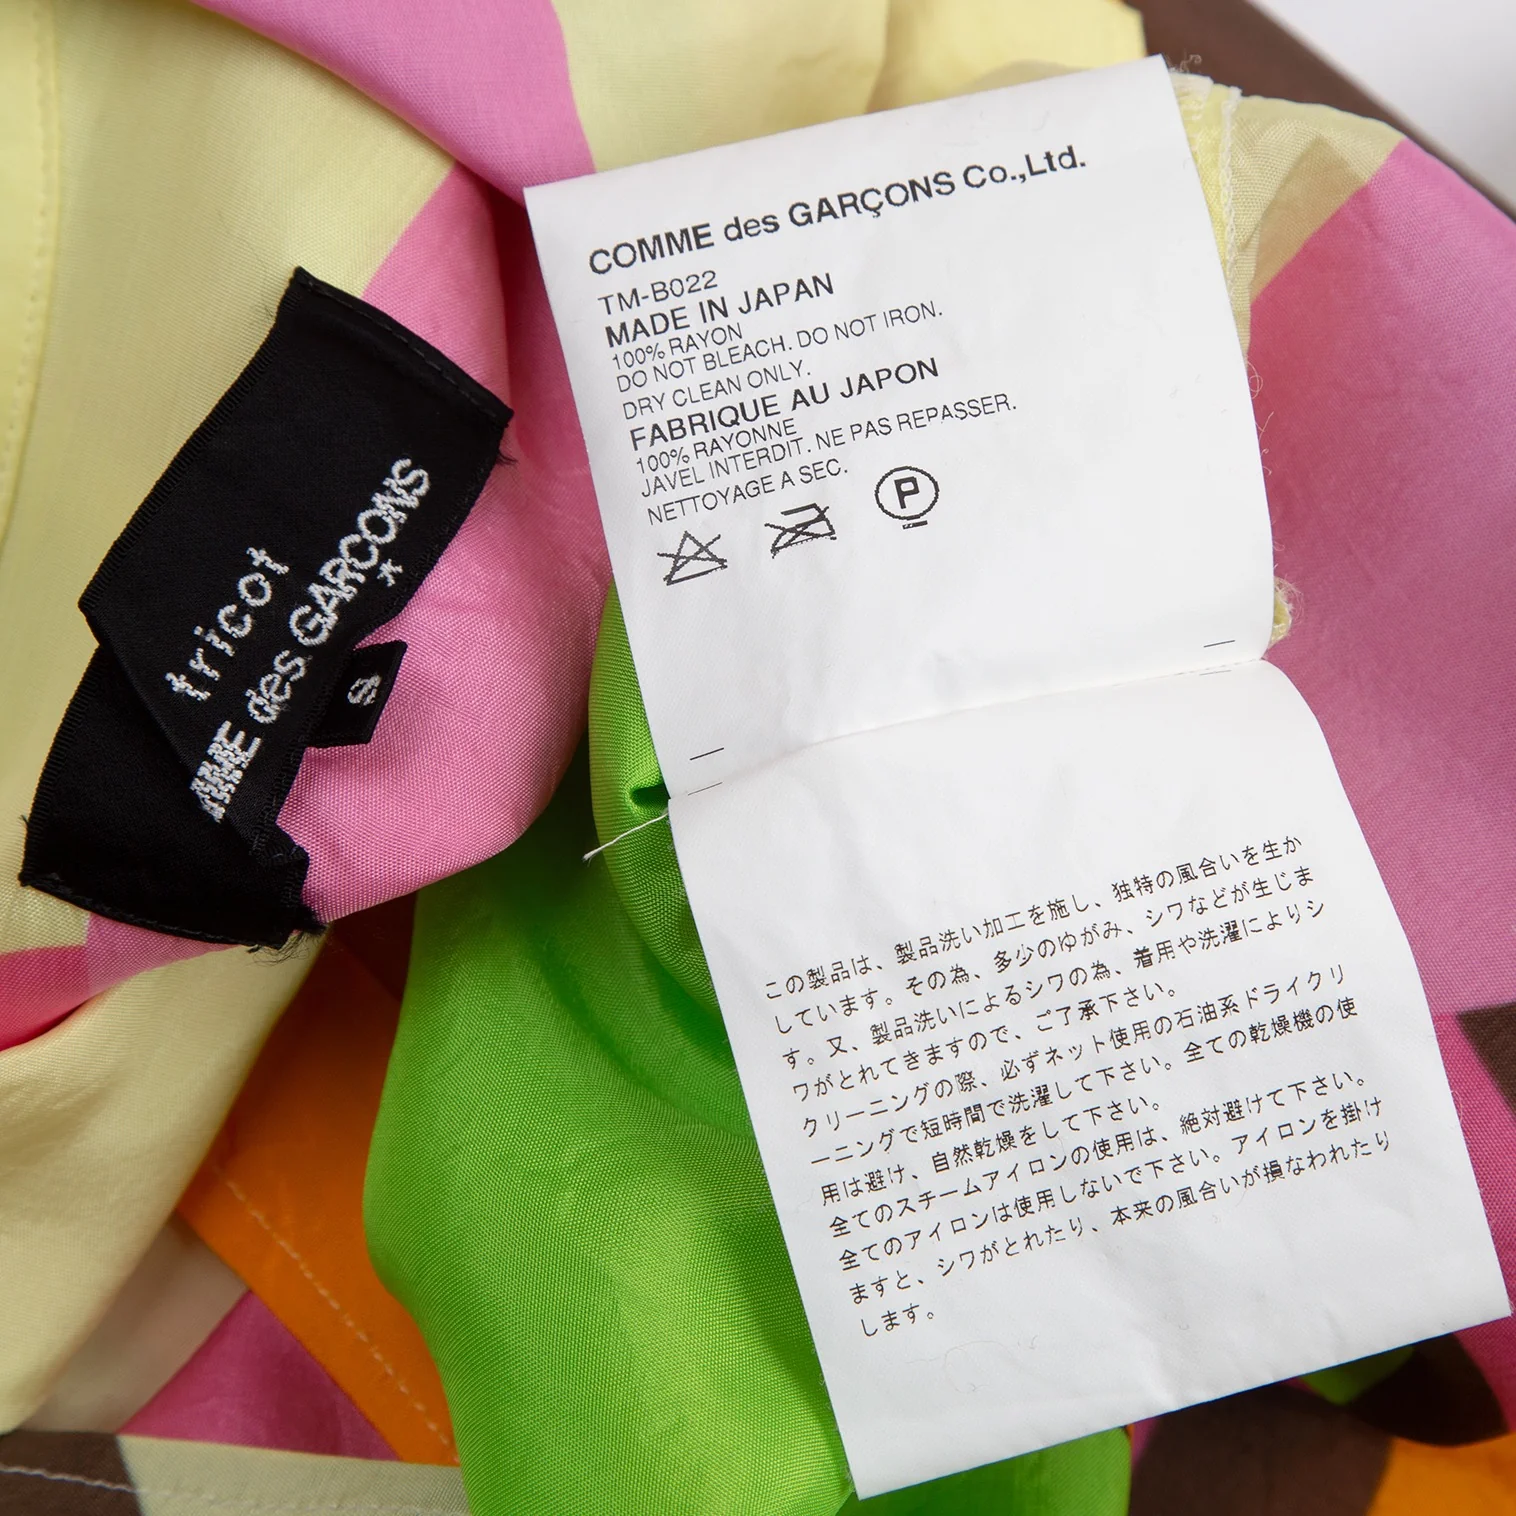 COMME des GARÇONS Co.,Ltd.
TM-B022
MADE IN JAPAN
100% RAYON
DO NOT BLEACH. DO NOT IRON.
DRY CLEAN ONLY.
FABRIQUE AU JAPON
100% RAYONNE
JAVEL INTERDIT. NE PAS REPASSER.
NETTOYAGE A SEC.
P
tricot
des GARÇONS
この製品は、製品洗い加工を施し、独特の風合いを生か
しています。その為、多少のゆがみ、シワなどが生じま
す。又、製品洗いによるシワの為、着用や洗濯によりシ
ワがとれてきますので、ご了承下さい。
クリーニングの際、必ずネット使用の石油系ドライクリ
ーニングで短時間で洗濯して下さい。全ての乾燥機の使
用は避け、自然乾燥をして下さい。
全てのスチームアイロンの使用は、絶対避けて下さい。
全てのアイロンは使用しないで下さい。アイロンを掛け
ますと、シワがとれたり、本来の風合いが損なわれたり
します。